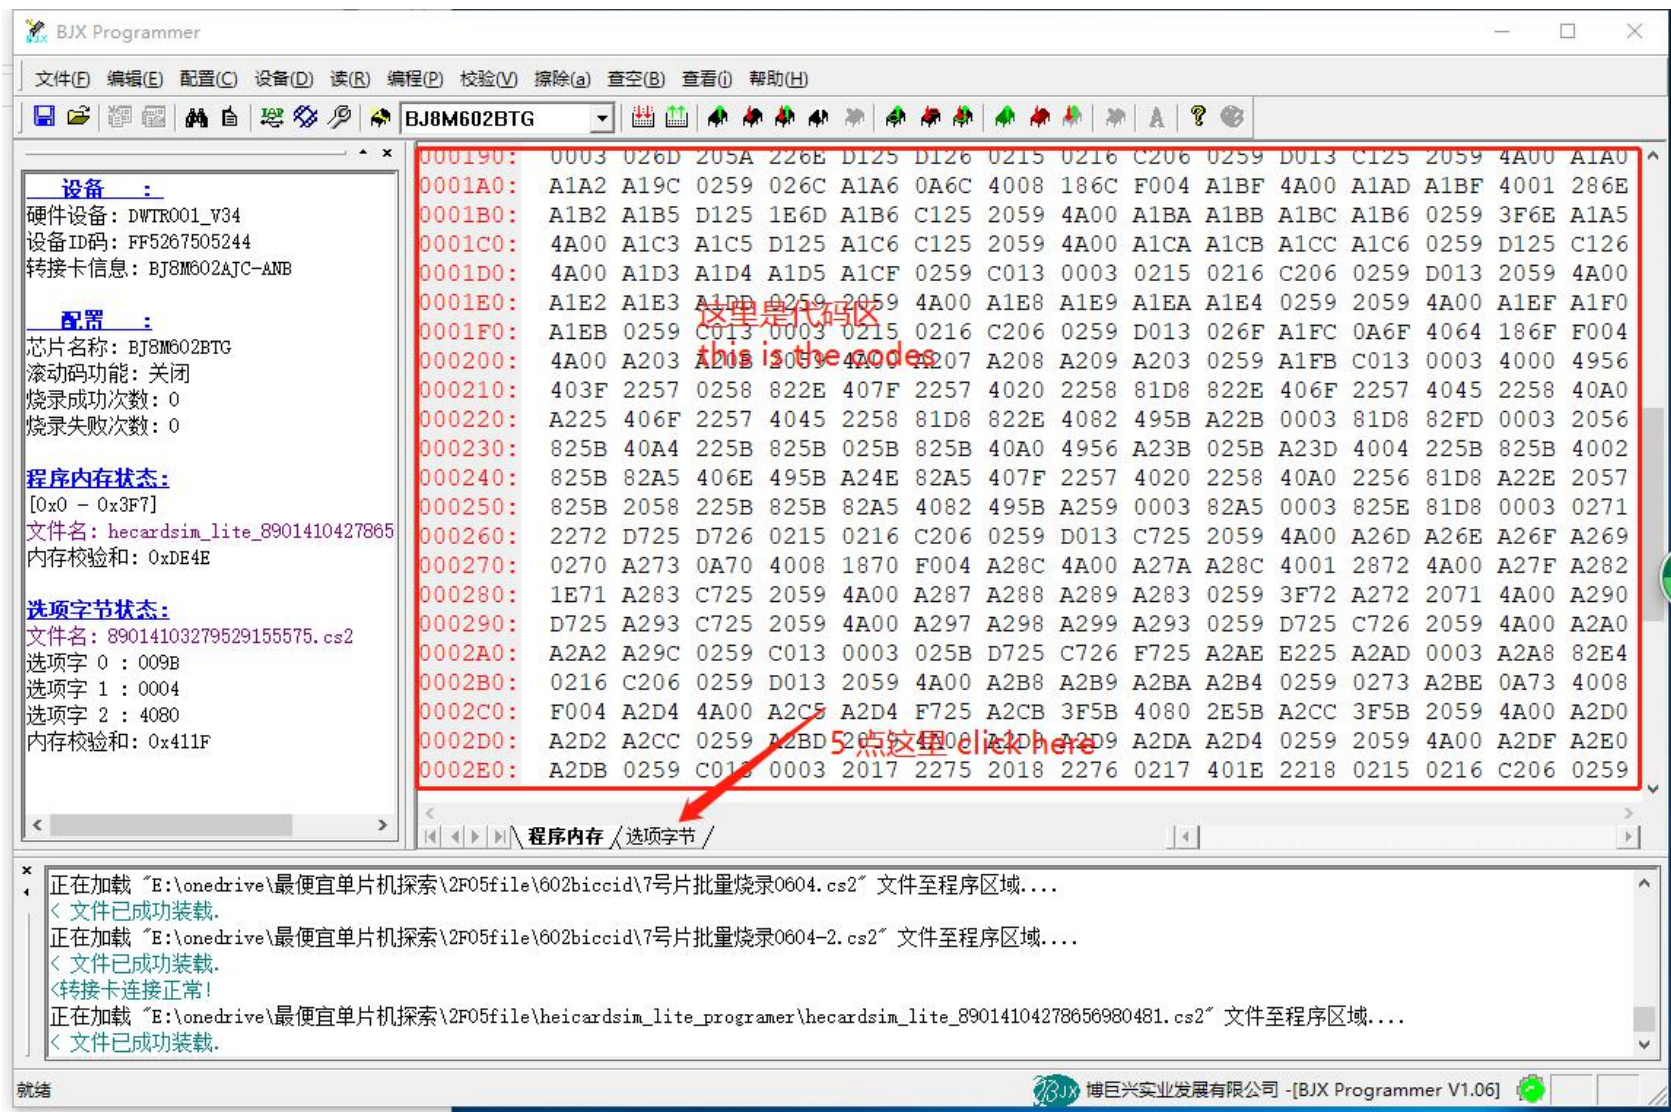 BJX Programmer
文件(F) 编辑(E) 配置(C) 设备(D) 读(R) 编程(P) 校验(V) 擦除(a) 查空(B) 查看(i) 帮助(H)
BJ8M602BTG
设备 :
硬件设备: DWTR001_V34
设备ID码: FF5267505244
转接卡信息: BJ8M602AJC-ANB
配置 :
芯片名称: BJ8M602BTG
滚动码功能: 关闭
烧录成功次数: 0
烧录失败次数: 0
程序内存状态:
[0x0 - 0x3F7]
文件名: hecardsim_lite_8901410427865
内存校验和: 0xDE4E
选项字节状态:
文件名: 89014103279529155575.cs2
选项字 0 : 009B
选项字 1 : 0004
选项字 2 : 4080
内存校验和: 0x411F
000190: 0003 026D 205A 226E D125 D126 0215 0216 C206 0259 D013 C125 2059 4A00 A1A0
0001A0: A1A2 A19C 0259 026C A1A6 0A6C 4008 186C F004 A1BF 4A00 A1AD A1BF 4001 286E
0001B0: A1B2 A1B5 D125 1E6D A1B6 C125 2059 4A00 A1BA A1BB A1BC A1B6 0259 3F6E A1A5
0001C0: 4A00 A1C3 A1C5 D125 A1C6 C125 2059 4A00 A1CA A1CB A1CC A1C6 0259 D125 C126
0001D0: 4A00 A1D3 A1D4 A1D5 A1CF 0259 C013 0003 0215 0216 C206 0259 D013 2059 4A00
0001E0: A1E2 A1E3 0259 2059 4A00 A1E8 A1E9 A1EA A1E4 0259 2059 4A00 A1EF A1F0
0001F0: A1EB 0259 C013 0003 0215 0216 C206 0259 D013 026F A1FC 0A6F 4064 186F F004
000200: 4A00 A203 2059 4A00 A207 A208 A209 A203 0259 A1FB C013 0003 4000 4956
000210: 403F 2257 0258 822E 407F 2257 4020 2258 81D8 822E 406F 2257 4045 2258 40A0
000220: A225 406F 2257 4045 2258 81D8 822E 4082 495B A22B 0003 81D8 82FD 0003 2056
000230: 825B 40A4 225B 825B 025B 825B 40A0 4956 A23B 025B A23D 4004 225B 825B 4002
000240: 825B 82A5 406E 495B A24E 82A5 407F 2257 4020 2258 40A0 2256 81D8 A22E 2057
000250: 825B 2058 225B 825B 82A5 4082 495B A259 0003 82A5 0003 825E 81D8 0003 0271
000260: 2272 D725 D726 0215 0216 C206 0259 D013 C725 2059 4A00 A26D A26E A26F A269
000270: 0270 A273 0A70 4008 1870 F004 A28C 4A00 A27A A28C 4001 2872 4A00 A27F A282
000280: 1E71 A283 C725 2059 4A00 A287 A288 A289 A283 0259 3F72 A272 2071 4A00 A290
000290: D725 A293 C725 2059 4A00 A297 A298 A299 A293 0259 D725 C726 2059 4A00 A2A0
0002A0: A2A2 A29C 0259 C013 0003 025B D725 C726 F725 A2AE E225 A2AD 0003 A2A8 82E4
0002B0: 0216 C206 0259 D013 2059 4A00 A2B8 A2B9 A2BA A2B4 0259 0273 A2BE 0A73 4008
0002C0: F004 A2D4 4A00 A2C5 A2D4 F725 A2CB 3F5B 4080 2E5B A2CC 3F5B 2059 4A00 A2D0
0002D0: A2D2 A2CC 0259 A2BD 2059 4A00 A2D9 A2DA A2D4 0259 2059 4A00 A2DF A2E0
0002E0: A2DB 0259 C013 0003 2017 2275 2018 2276 0217 401E 2218 0215 0216 C206 0259
这里是代码区
this is the codes
5 点这里 click here
程序内存 选项字节
正在加载 "E:\onedrive\最便宜单片机探索\2F05file\602biccid\7号片批量烧录0604.cs2" 文件至程序区域....
< 文件已成功装载.
正在加载 "E:\onedrive\最便宜单片机探索\2F05file\602biccid\7号片批量烧录0604-2.cs2" 文件至程序区域....
< 文件已成功装载.
<转接卡连接正常!
正在加载 "E:\onedrive\最便宜单片机探索\2F05file\heicardsim_lite_programer\hecardsim_lite_89014104278656980481.cs2" 文件至程序区域....
< 文件已成功装载.
就绪
BJX 博巨兴实业发展有限公司 -[BJX Programmer V1.06]